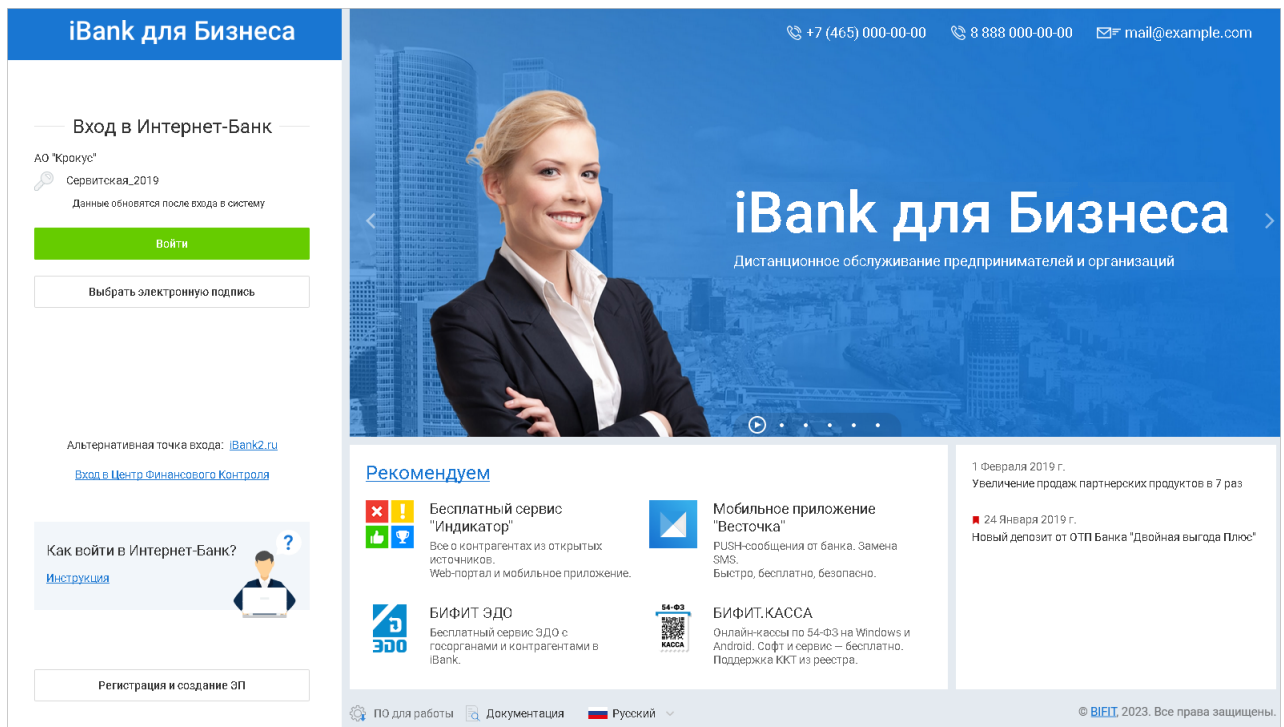 iBank для Бизнеса
Вход в Интернет-Банк
АО "Крокус"
Сервитская_2019
Данные обновятся после входа в систему
Войти
Выбрать электронную подпись
Альтернативная точка входа: iBank2.ru
Вход в Центр Финансового Контроля
Как войти в Интернет-Банк?
Инструкция
?
Регистрация и создание ЭП
+7 (465) 000-00-00 8 888 000-00-00 mail@example.com
iBank для Бизнеса
Дистанционное обслуживание предпринимателей и организаций
Рекомендуем
Бесплатный сервис
"Индикатор"
Все о контрагентах из открытых
источников.
Web-портал и мобильное приложение.
Мобильное приложение
"Весточка"
PUSH-сообщения от банка. Замена
SMS.
Быстро, бесплатно, безопасно.
ЭДО
БИФИТ ЭДО
Бесплатный сервис ЭДО с
госорганами и контрагентами в
iBank.
54-ФЗ
КАССА
БИФИТ.КАССА
Онлайн-кассы по 54-ФЗ на Windows и
Android. Софт и сервис — бесплатно.
Поддержка ККТ из реестра.
1 Февраля 2019 г.
Увеличение продаж партнерских продуктов в 7 раз
24 Января 2019 г.
Новый депозит от ОТП Банка "Двойная выгода Плюс"
ПО для работы Документация Русский
© BIFIT, 2023. Все права защищены.